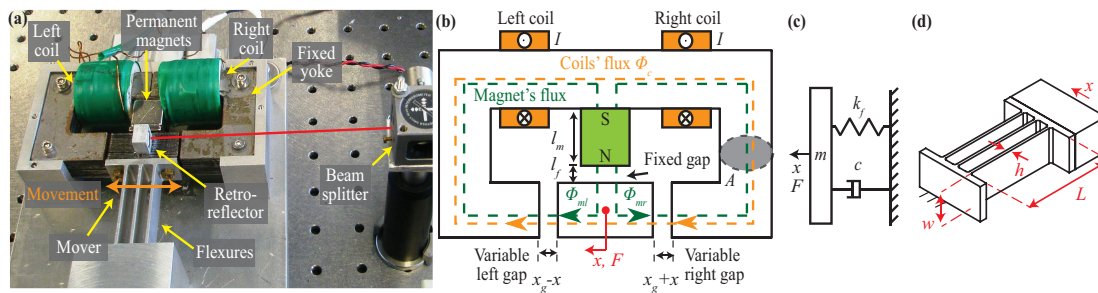 (a)
Left
coil
Permanent
magnets
Right
coil
Fixed
yoke
Movement
Mover
Retro-
reflector
Flexures
Beam
splitter
(b)
Left coil
I
Right coil
I
Coils' flux Φc
Magnet's flux
S
N
lm
lf
Fixed gap
A
Φml
Φmr
Variable
left gap
x, F
Variable
right gap
xg-x
xg+x
(c)
kf
m
c
x
F
(d)
x
h
L
w